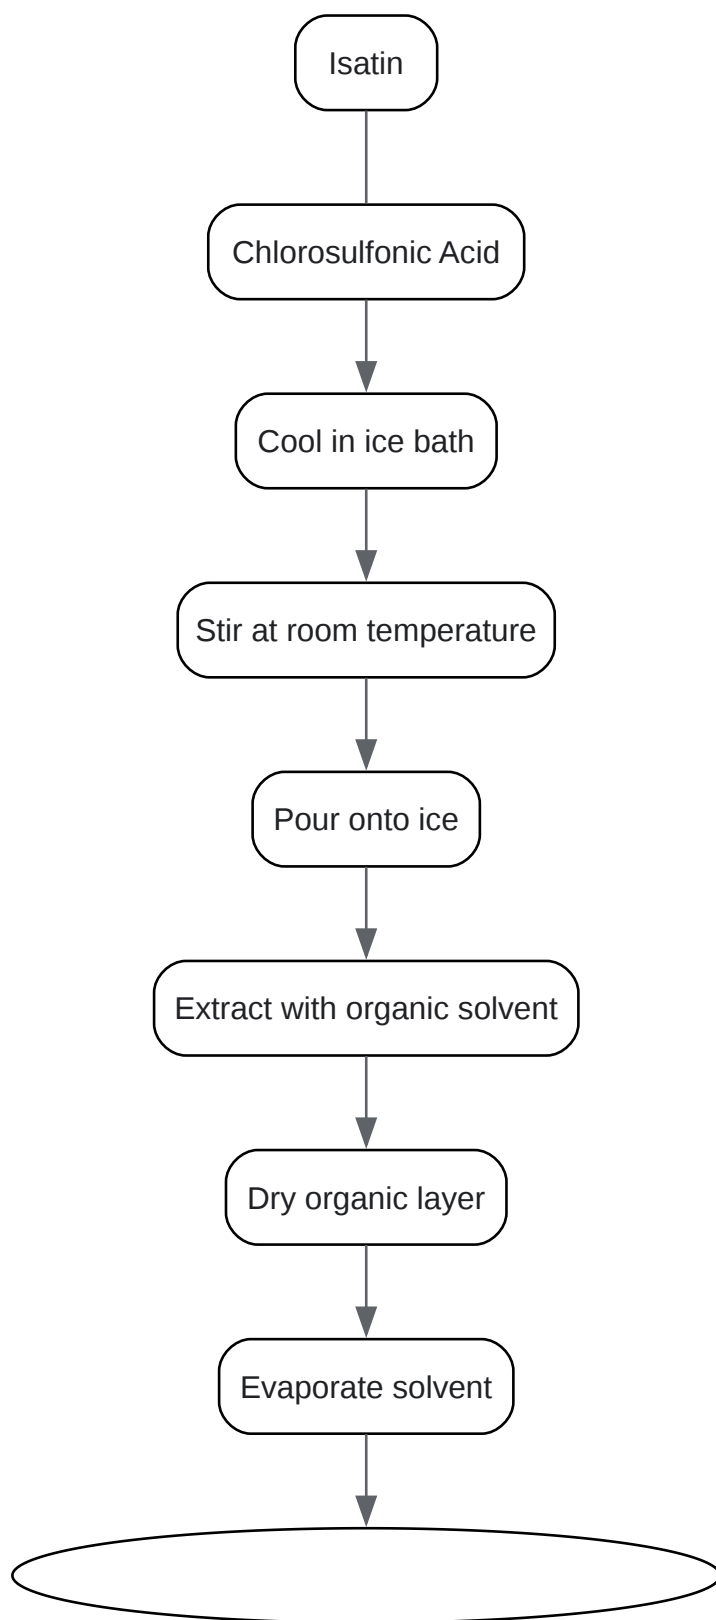 Isatin
Chlorosulfonic Acid
Cool in ice bath
Stir at room temperature
Pour onto ice
Extract with organic solvent
Dry organic layer
Evaporate solvent